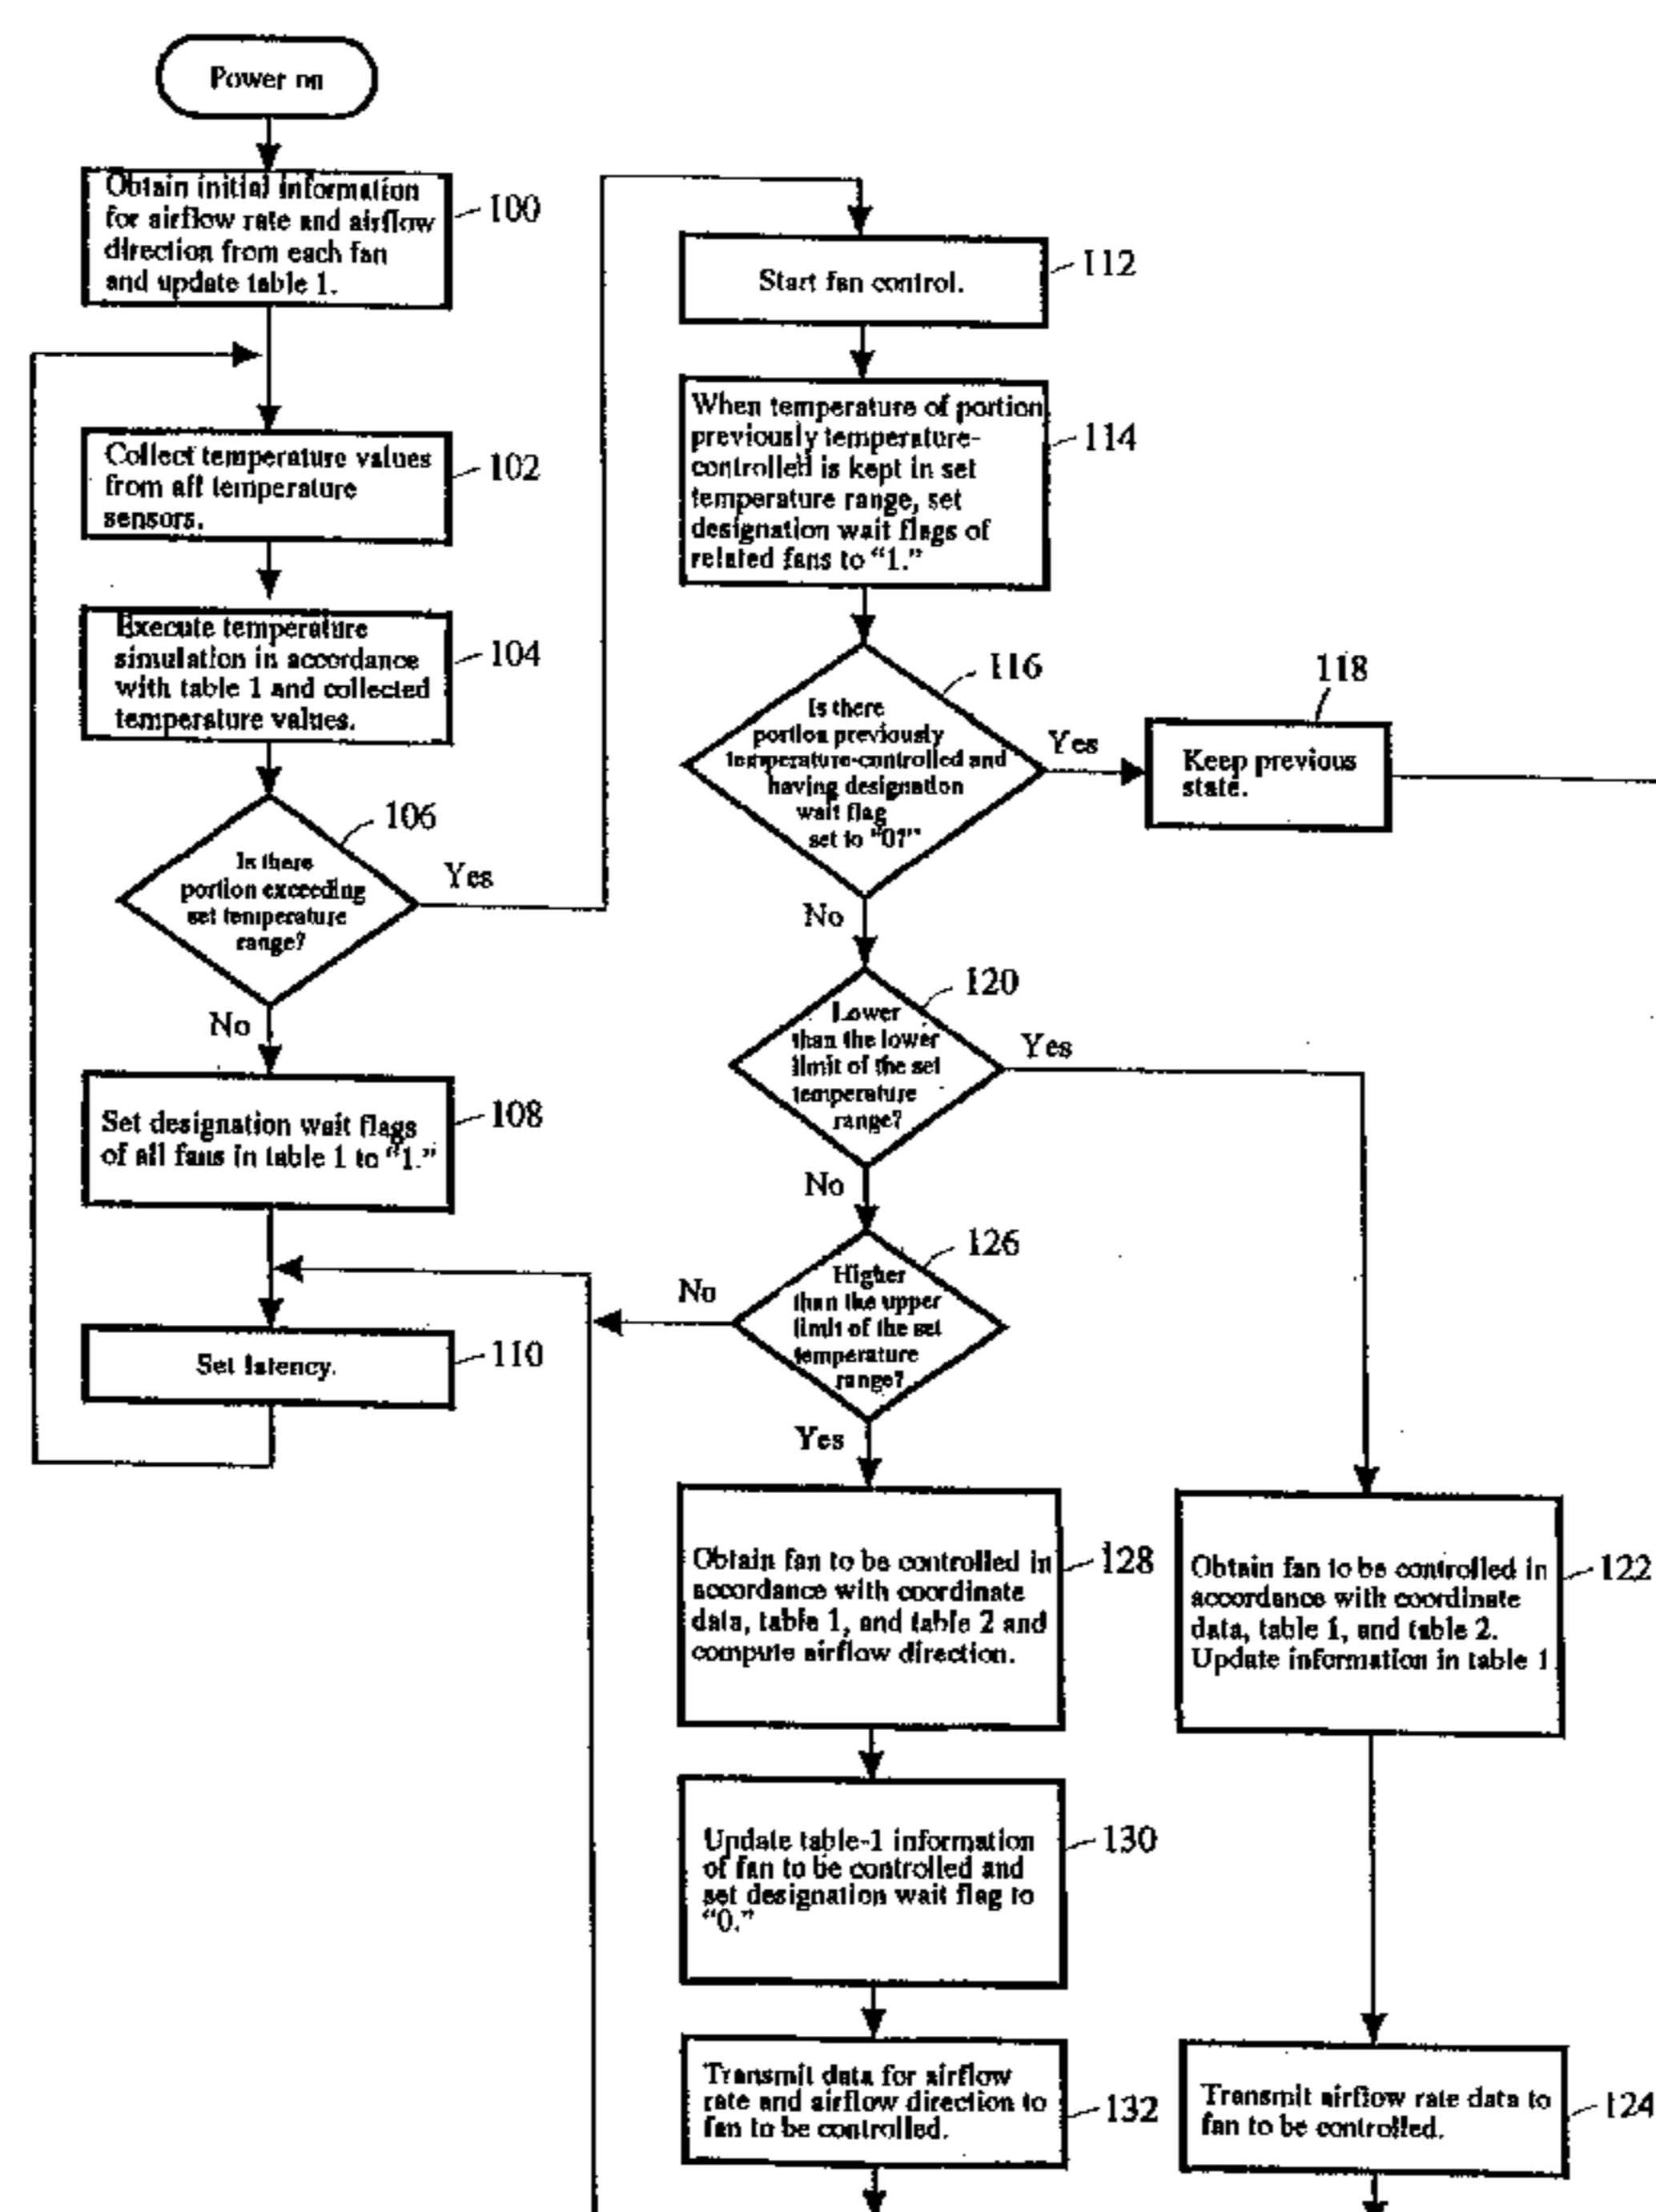 Power on
Obtain initial information
for airflow rate and airflow
direction from each fan
and update table 1.
100
Collect temperature values
from all temperature
sensors.
102
Execute temperature
simulation in accordance
with table 1 and collected
temperature values.
104
Is there
portion exceeding
set temperature
range?
106
Yes
No
Set designation wait flags
of all fans in table 1 to “1.”
108
Set latency.
110
Start fan control.
112
When temperature of portion
previously temperature-
controlled is kept in set
temperature range, set
designation wait flags of
related fans to “1.”
114
Is there
portion previously
temperature-controlled and
having designation
wait flag
set to “0?”
116
Yes
Keep previous
state.
118
No
Lower
than the lower
limit of the set
temperature
range?
120
Yes
No
Higher
than the upper
limit of the set
temperature
range?
126
No
Yes
Obtain fan to be controlled in
accordance with coordinate
data, table 1, and table 2 and
compute airflow direction.
128
Obtain fan to be controlled in
accordance with coordinate
data, table 1, and table 2.
Update information in table 1
122
Update table-1 information
of fan to be controlled and
set designation wait flag to
“0.”
130
Transmit data for airflow
rate and airflow direction to
fan to be controlled.
132
Transmit airflow rate data to
fan to be controlled.
124